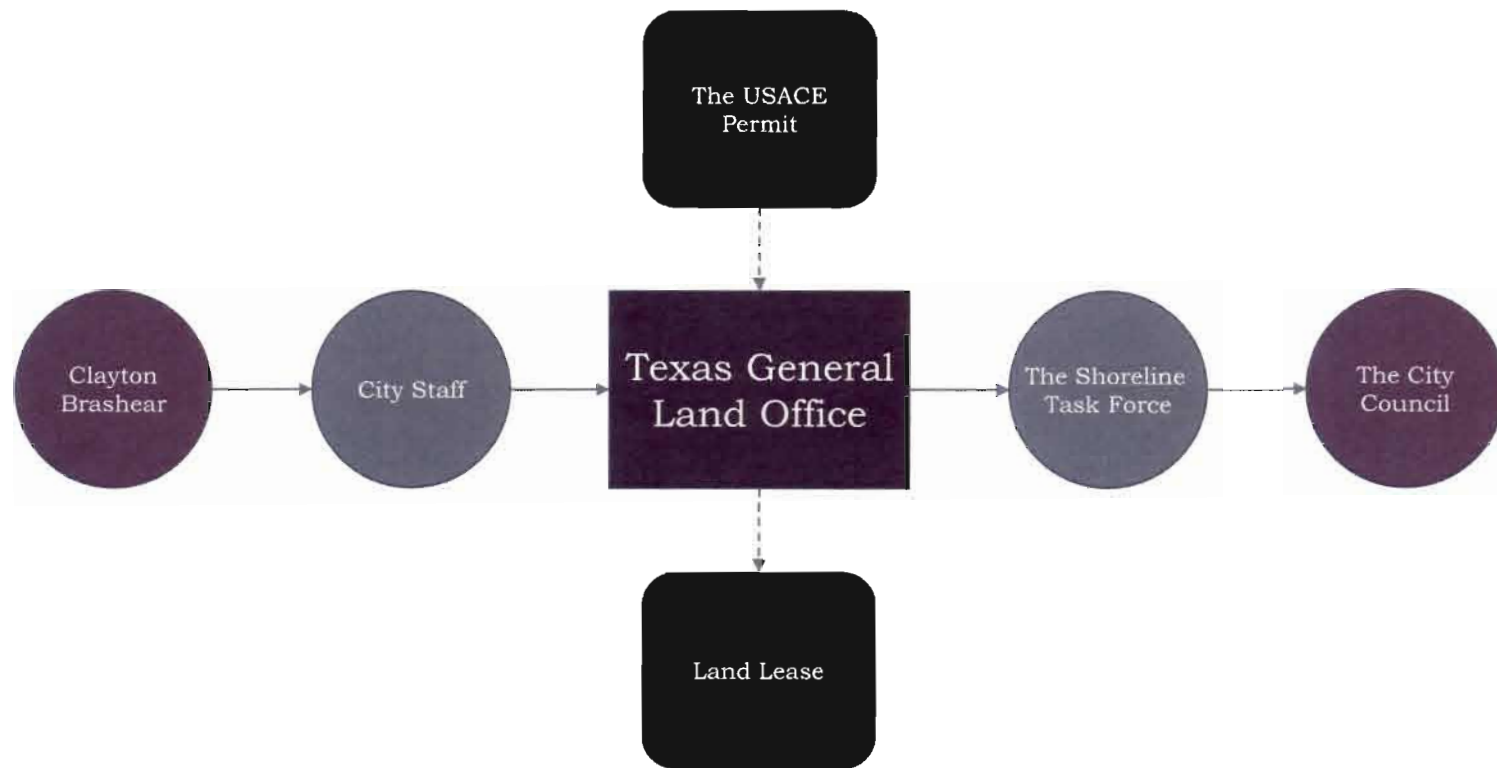 The USACE
Permit
Clayton
Brashear
City Staff
Texas General
Land Office
The Shoreline
Task Force
The City
Council
Land Lease